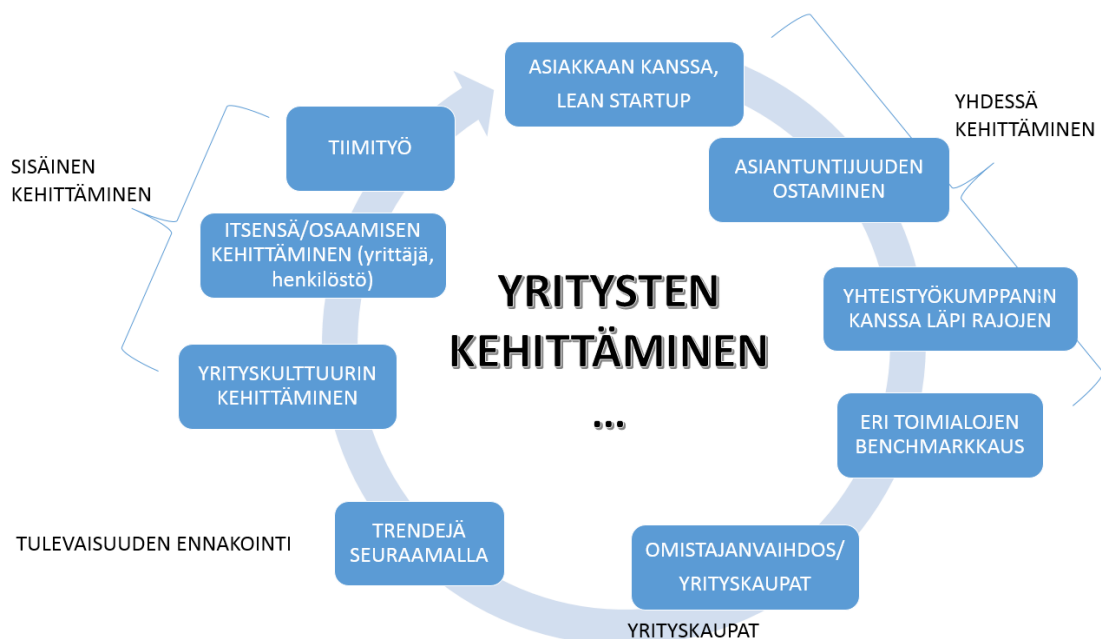 ASIAKKAAN KANSSA,
LEAN STARTUP
YHDESSÄ
KEHITTÄMINEN
ASIANTUNTIJUUDEN
OSTAMINEN
YHTEISTYÖKUMPPANIN
KANSSA LÄPI RAJOJEN
ERI TOIMIALOJEN
BENCHMARKKAUS
OMISTAJANVAIHDOS/
YRITYSKAUPAT
YRITYSKAUPAT
TRENDEJÄ
SEURAAMALLA
TULEVAISUUDEN ENNAKOINTI
YRITYSKULTTUURIN
KEHITTÄMINEN
ITSENSÄ/OSAAMISEN
KEHITTÄMINEN (yrittäjä,
henkilöstö)
TIIMITYÖ
SISÄINEN
KEHITTÄMINEN
YRITYSTEN
KEHITTÄMINEN
...